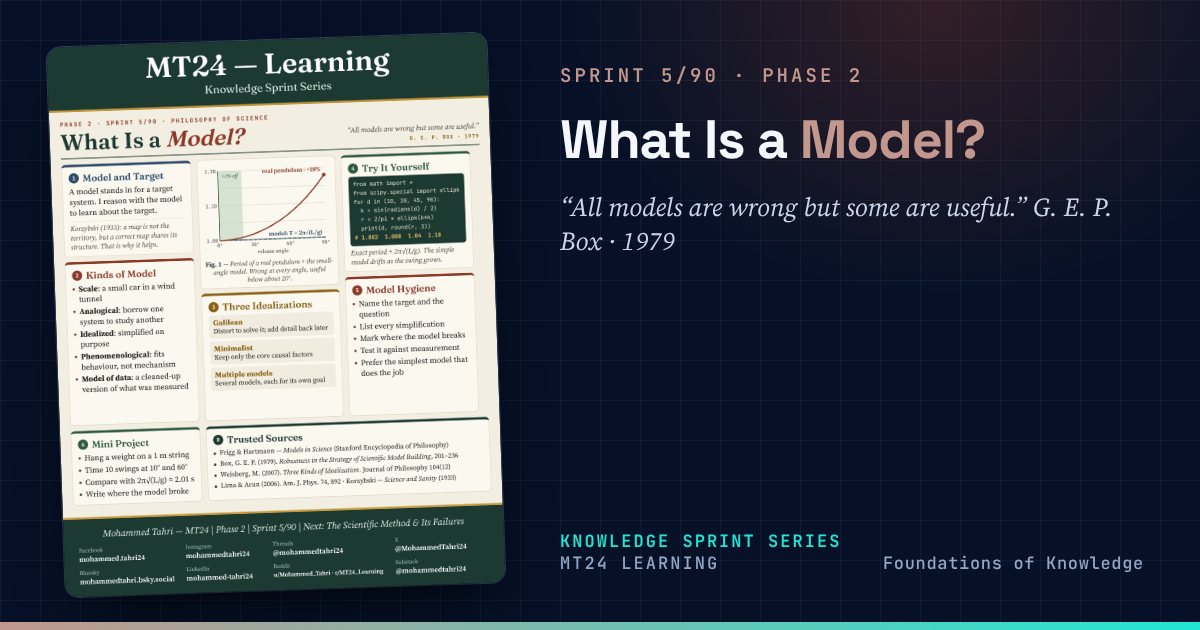 MT24 — Learning
Knowledge Sprint Series
PHASE 2 · SPRINT 5/90 · PHILOSOPHY OF SCIENCE
What Is a Model?
"All models are wrong but some are useful."
G. E. P. BOX · 1979
1 Model and Target
A model stands in for a target
system. I reason with the model
to learn about the target.
Korzybski (1933): a map is not the
territory, but a correct map shares its
structure. That is why it helps.
2 Kinds of Model
• Scale: a small car in a wind
tunnel
• Analogical: borrow one
system to study another
• Idealized: simplified on
purpose
• Phenomenological: fits
behaviour, not mechanism
• Model of data: a cleaned-up
version of what was measured
1.20
1.10
1.00
<1% off
real pendulum · +18%
model: T = 2π√(L/g)
0°
30°
60°
90°
release angle
Fig. 1 — Period of a real pendulum ÷ the small-
angle model. Wrong at every angle, useful
below about 20°.
3 Three Idealizations
Galilean
Distort to solve it; add detail back later
Minimalist
Keep only the core causal factors
Multiple models
Several models, each for its own goal
4 Try It Yourself
from math import *
from scipy.special import ellipk
for d in (10, 20, 45, 90):
k = sin(radians(d) / 2)
r = 2/pi * ellipk(k*k)
print(d, round(r, 3))
# 1.002 1.008 1.04 1.18
Exact period ÷ 2π√(L/g). The simple
model drifts as the swing grows.
5 Model Hygiene
• Name the target and the
question
• List every simplification
• Mark where the model breaks
• Test it against measurement
• Prefer the simplest model that
does the job
6 Mini Project
• Hang a weight on a 1 m string
• Time 10 swings at 10° and 60°
• Compare with 2π√(L/g) = 2.01 s
• Write where the model broke
Trusted Sources
• Frigg & Hartmann — Models in Science (Stanford Encyclopedia of Philosophy)
• Box, G. E. P. (1979). Robustness in the Strategy of Scientific Model Building, 201–236
• Weisberg, M. (2007). Three Kinds of Idealization. Journal of Philosophy 104(12)
• Lima & Arun (2006). Am. J. Phys. 74, 892 · Korzybski — Science and Sanity (1933)
Mohammed Tahri — MT24 | Phase 2 | Sprint 5/90 | Next: The Scientific Method & Its Failures
Facebook
mohammed.tahri24
Instagram
mohammedtahri24
Threads
@mohammedtahri24
X
@MohammedTahri24
Bluesky
mohammedtahri.bsky.social
LinkedIn
mohammed-tahri24
Reddit
u/Mohammed_Tahri · r/MT24_Learning
Substack
@mohammedtahri24
SPRINT 5/90 · PHASE 2
What Is a Model?
“All models are wrong but some are useful.” G. E. P.
Box · 1979
KNOWLEDGE SPRINT SERIES
MT24 LEARNING
Foundations of Knowledge